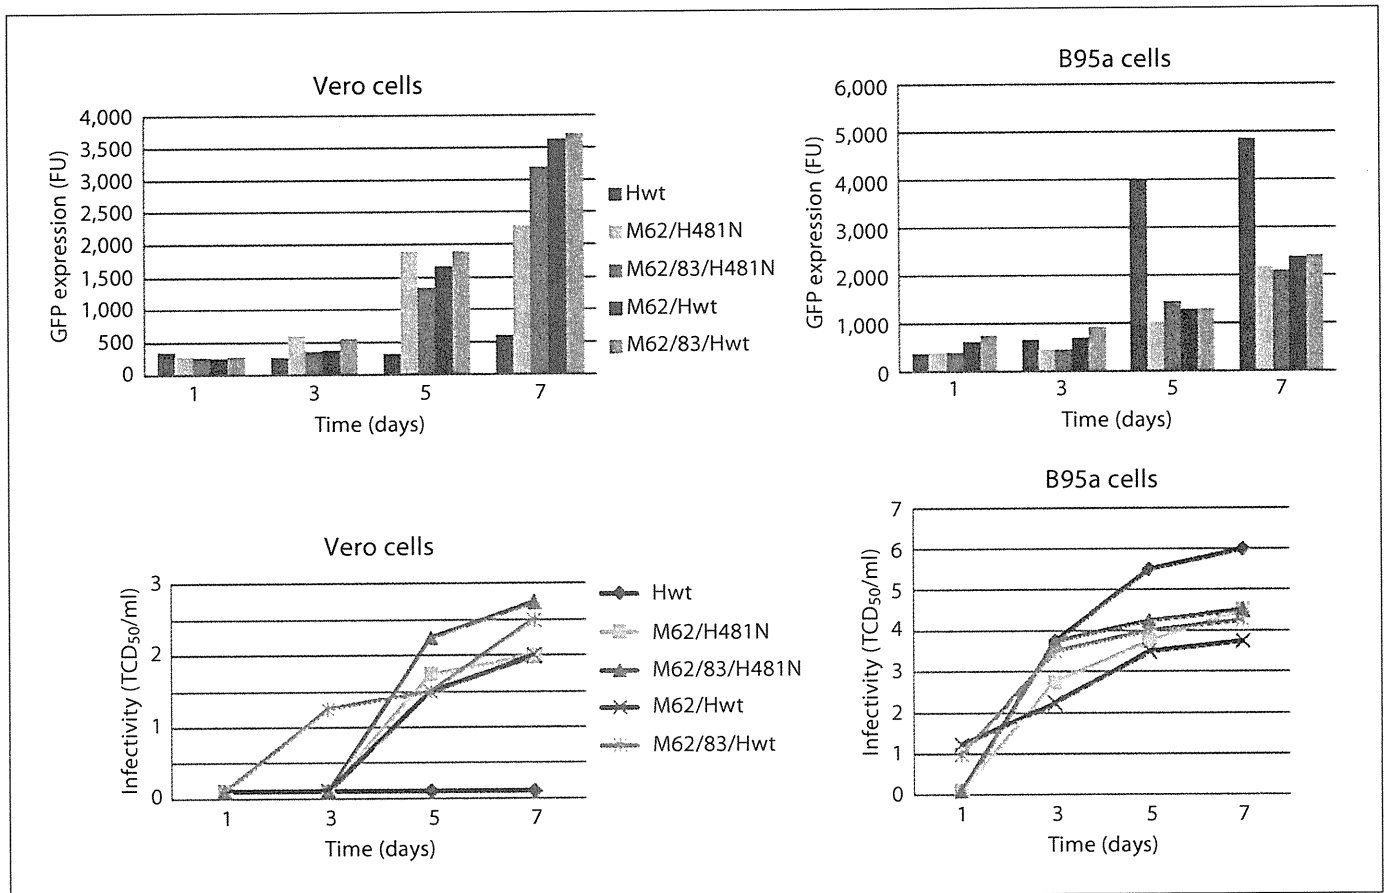 Vero cells
4,000
3,500
3,000
2,500
2,000
1,500
1,000
500
0
GFP expression (FU)
1 3 5 7
Time (days)
Hwt
M62/H481N
M62/83/H481N
M62/Hwt
M62/83/Hwt
B95a cells
6,000
5,000
4,000
3,000
2,000
1,000
0
GFP expression (FU)
1 3 5 7
Time (days)
Vero cells
3
2
1
0
Infectivity (TCD50/ml)
1 3 5 7
Time (days)
Hwt
M62/H481N
M62/83/H481N
M62/Hwt
M62/83/Hwt
B95a cells
7
6
5
4
3
2
1
0
Infectivity (TCD50/ml)
1 3 5 7
Time (days)